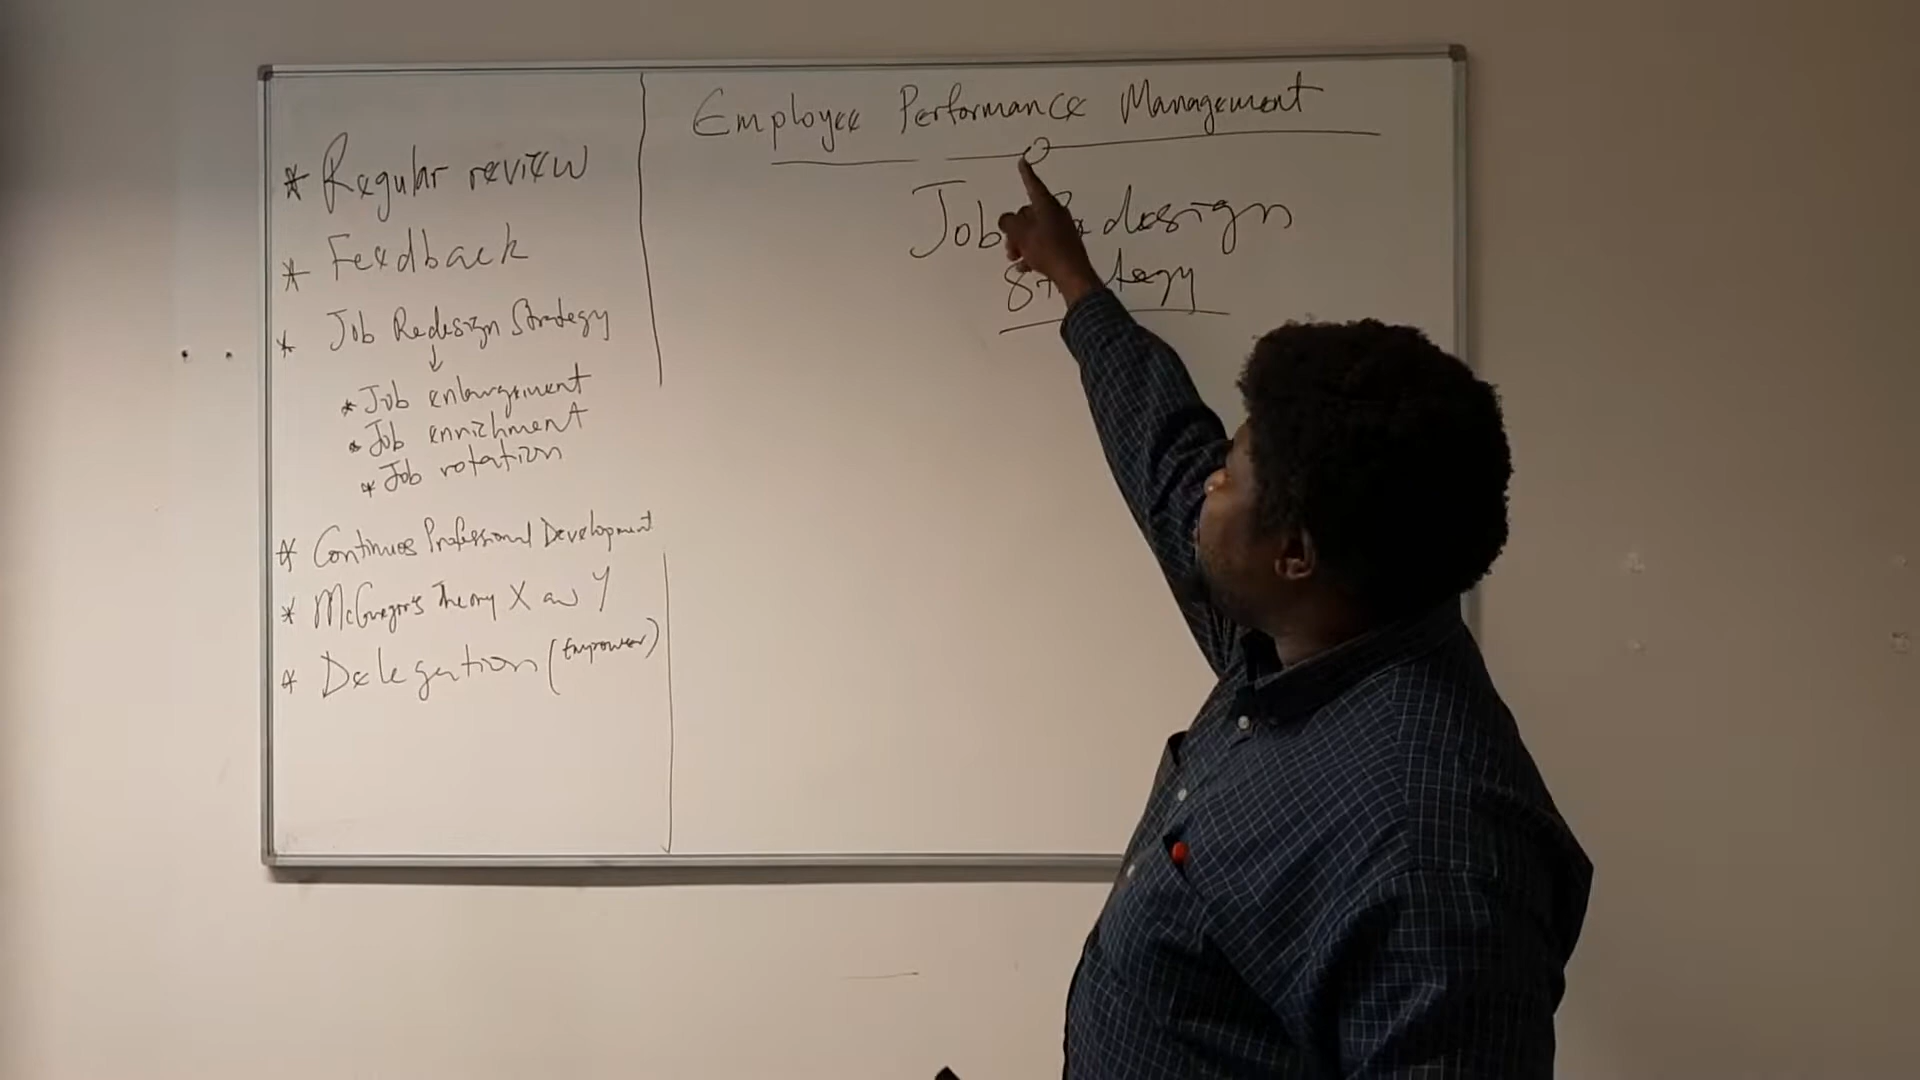 * Regular review
* Feedback
* Job Redesign Strategy
* Job enlargement
* Job enrichment
* Job rotation
* Continues Professional Development
* McGregor's Theory X and Y
* Delegation (Empower)
Employee Performance Management
Job Redesign
Strategy